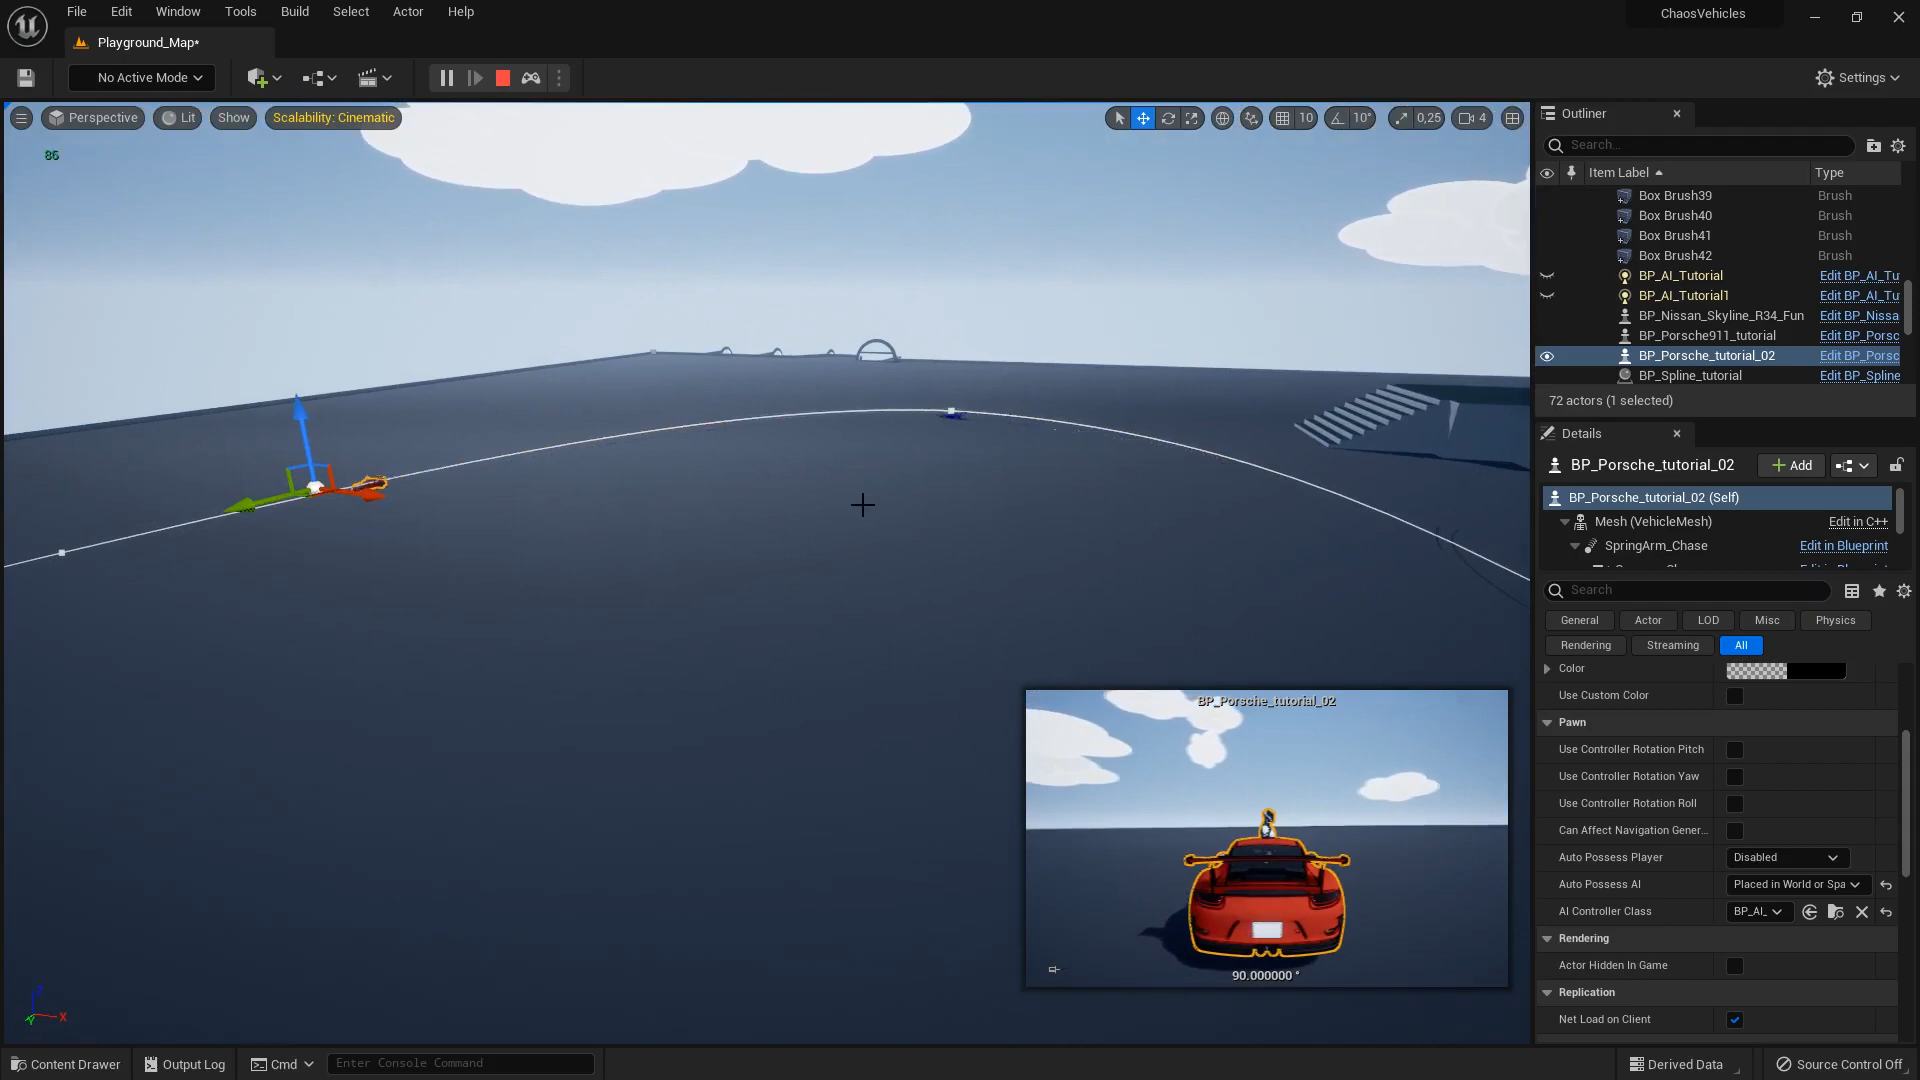 File Edit Window Tools Build Select Actor Help
ChaosVehicles
Playground_Map*
No Active Mode
Settings
Perspective
Lit
Show
Scalability: Cinematic
10
10°
0,25
4
86
BP_Porsche_tutorial_02
90.000000 °
Z
X
Y
Outliner
Search...
Item Label
Type
Box Brush39 Brush
Box Brush40 Brush
Box Brush41 Brush
Box Brush42 Brush
BP_AI_Tutorial Edit BP_AI_Tu
BP_AI_Tutorial1 Edit BP_AI_Tu
BP_Nissan_Skyline_R34_Fun Edit BP_Nissa
BP_Porsche911_tutorial Edit BP_Porsc
BP_Porsche_tutorial_02 Edit BP_Porsc
BP_Spline_tutorial Edit BP_Spline
72 actors (1 selected)
Details
BP_Porsche_tutorial_02
Add
BP_Porsche_tutorial_02 (Self)
Mesh (VehicleMesh) Edit in C++
SpringArm_Chase Edit in Blueprint
Search
General Actor LOD Misc Physics
Rendering Streaming All
Color
Use Custom Color
Pawn
Use Controller Rotation Pitch
Use Controller Rotation Yaw
Use Controller Rotation Roll
Can Affect Navigation Gener...
Auto Possess Player Disabled
Auto Possess AI Placed in World or Spa
AI Controller Class BP_AI_
Rendering
Actor Hidden In Game
Replication
Net Load on Client
Content Drawer
Output Log
Cmd
Enter Console Command
Derived Data
Source Control Off